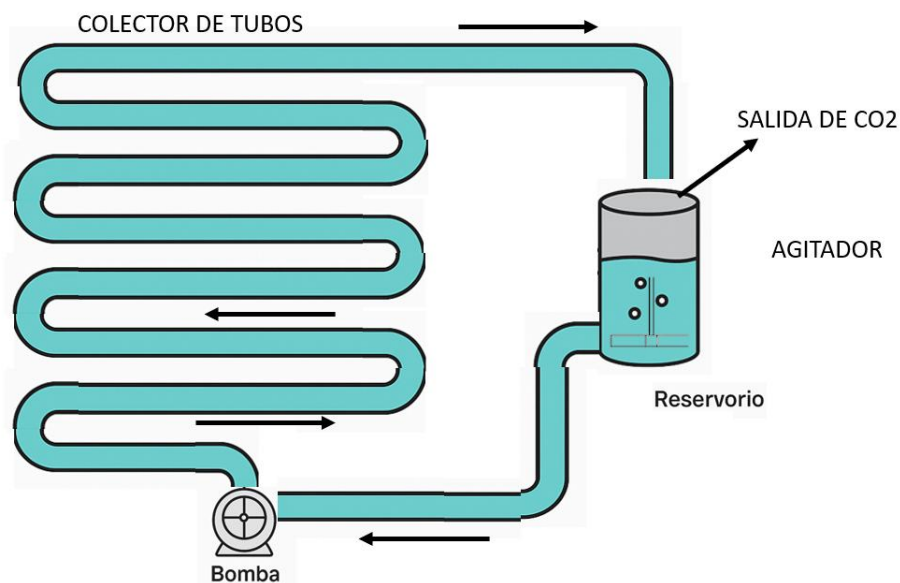 COLECTOR DE TUBOS
SALIDA DE CO2
AGITADOR
Reservorio
Bomba